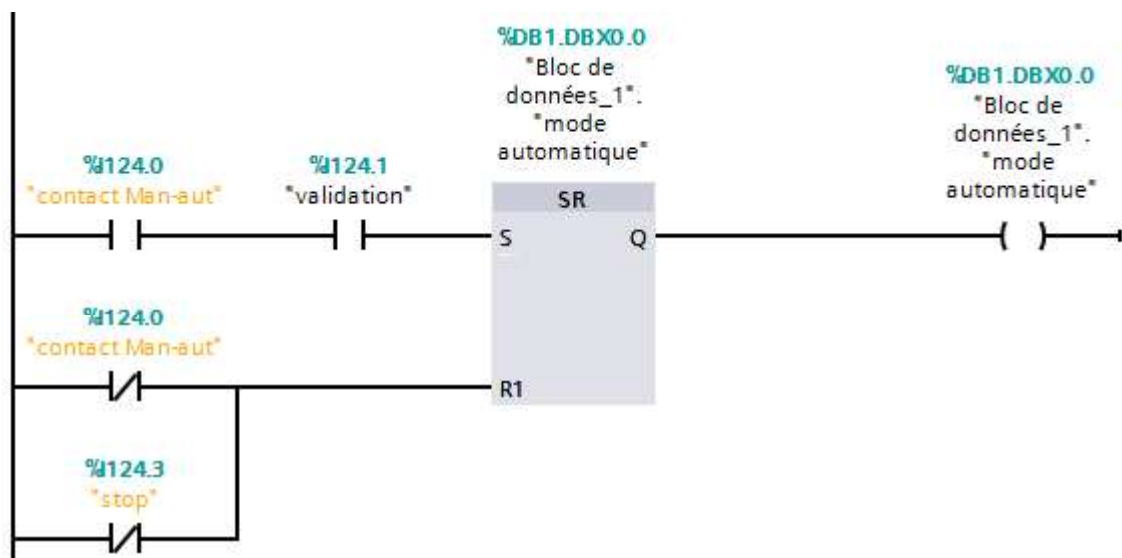 %DB1.DBX0.0
"Bloc de
données_1".
"mode
automatique"
%DB1.DBX0.0
"Bloc de
données_1".
"mode
automatique"
%I124.0
"contact Man-aut"
%I124.1
"validation"
SR
S
Q
%I124.0
"contact Man-aut"
R1
%I124.3
"stop"